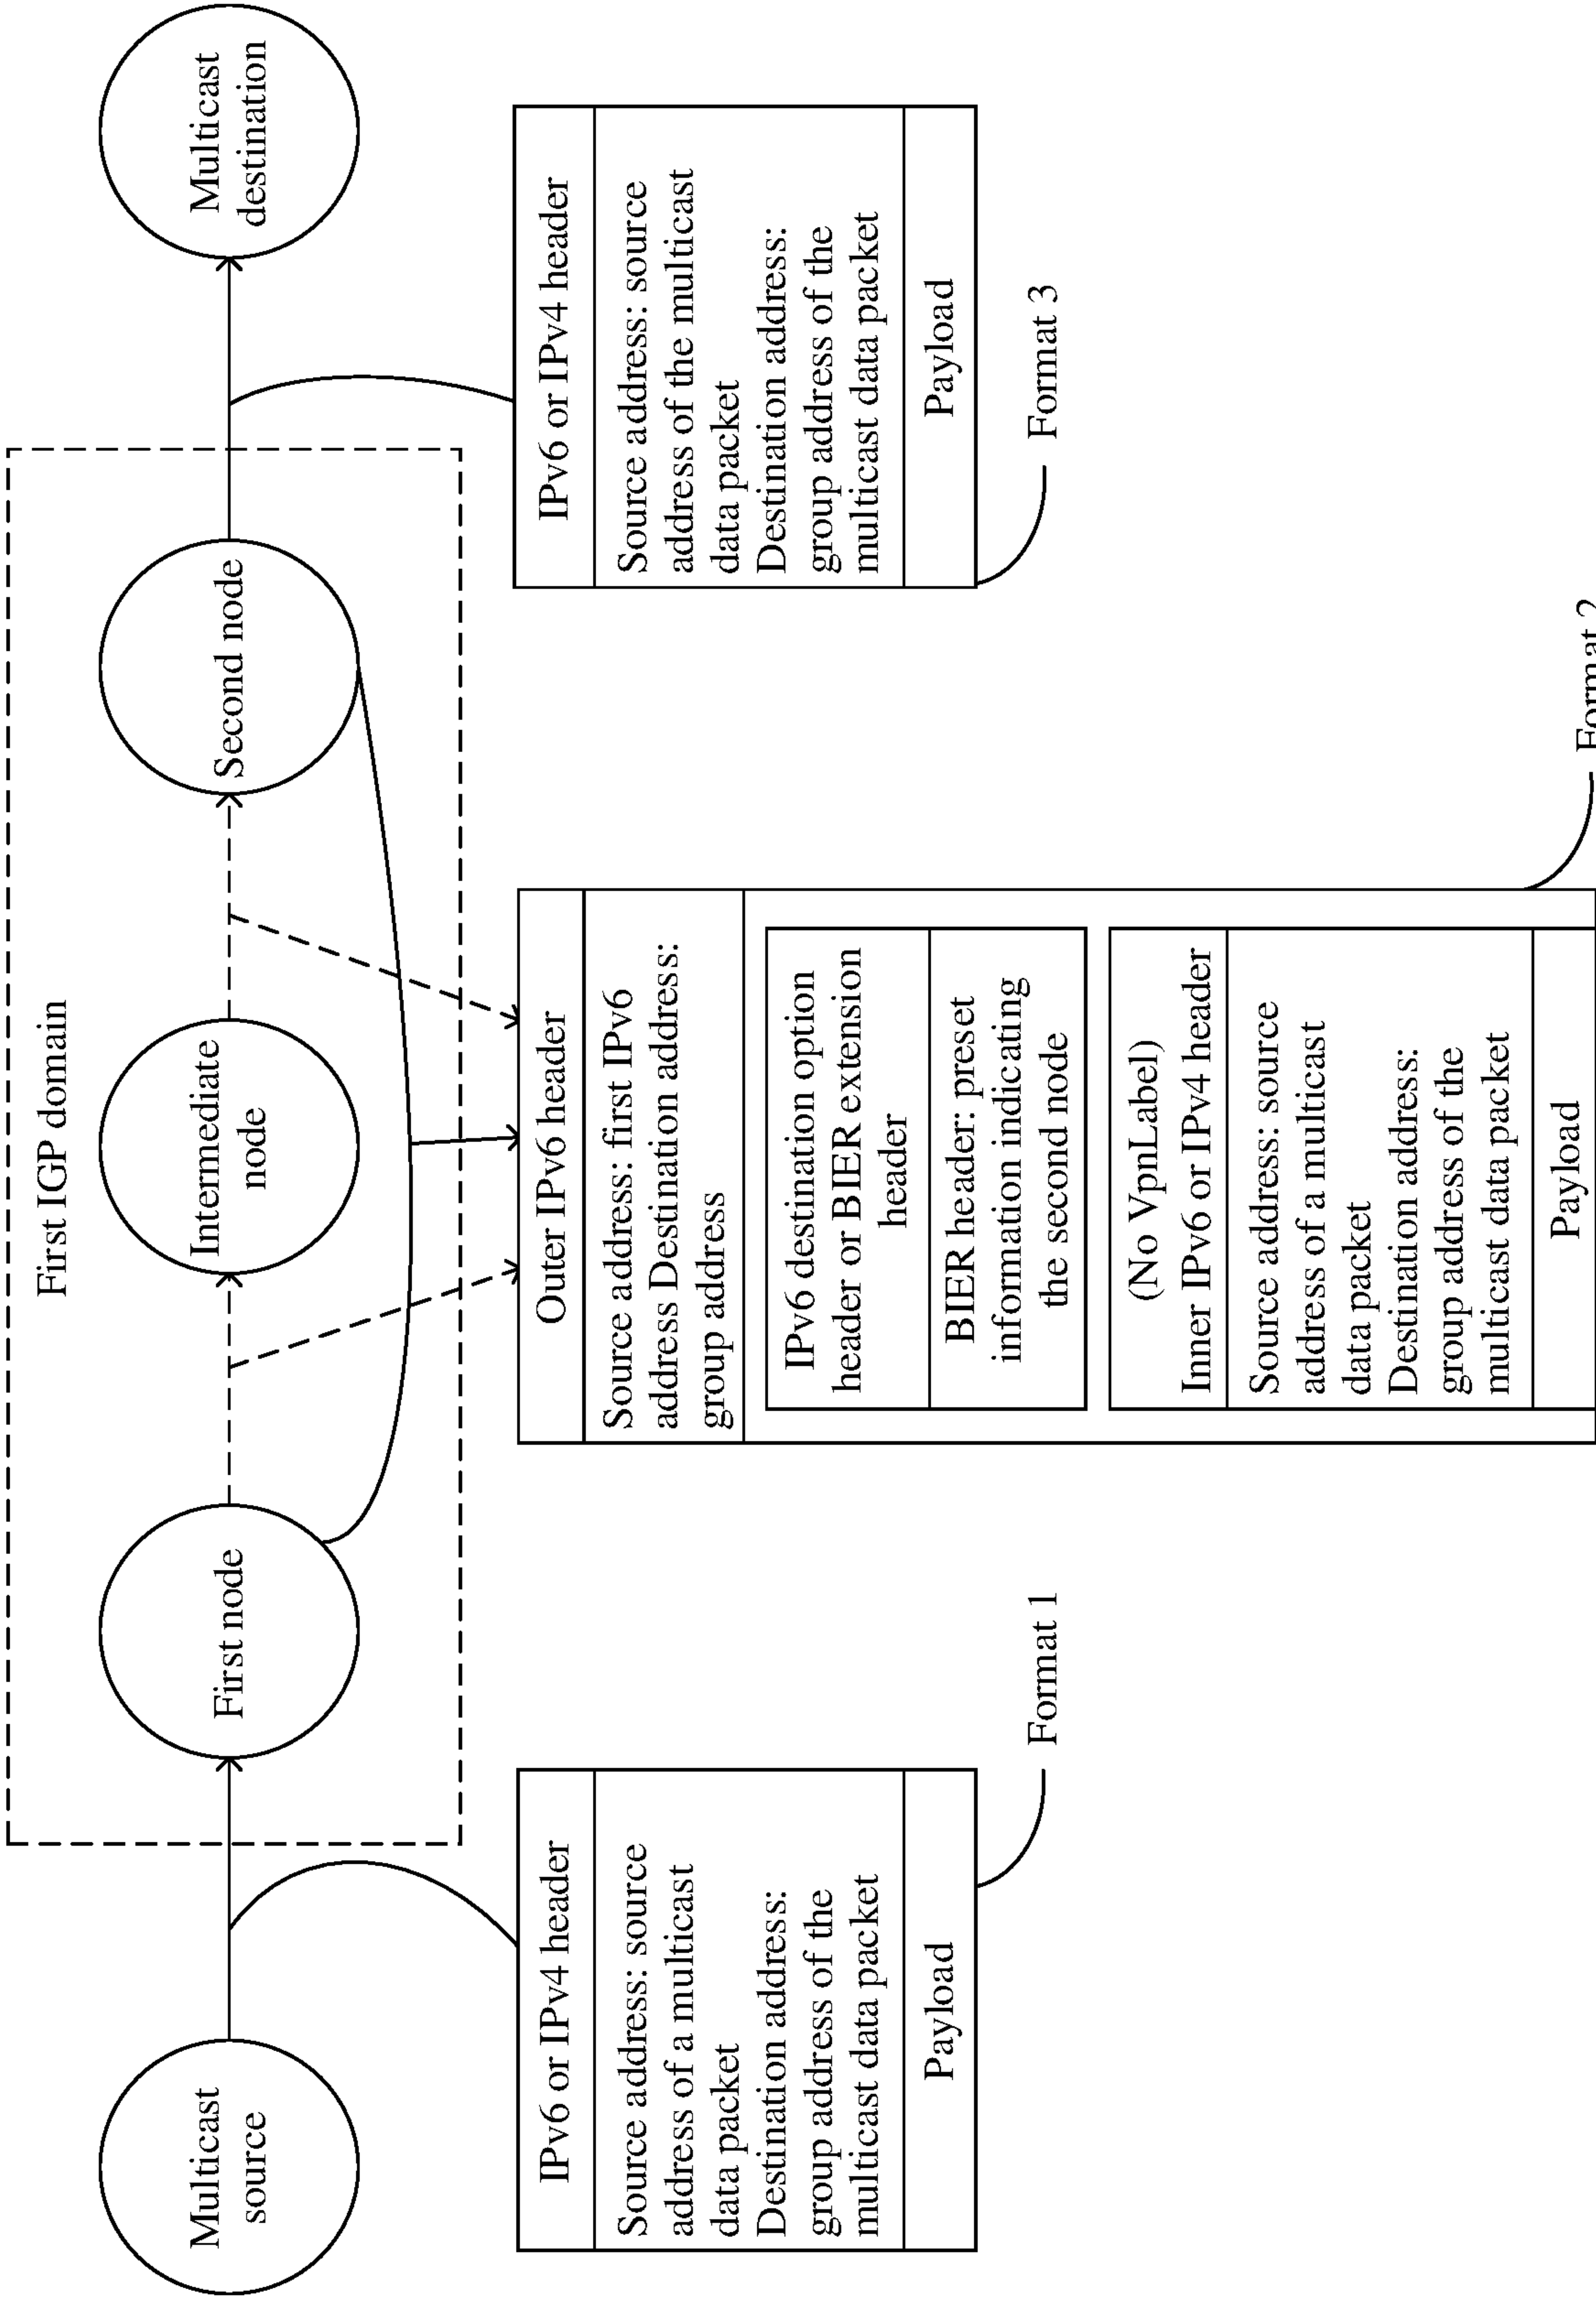 First IGP domain
Multicast
source
First node
Intermediate
node
Second node
Multicast
destination
IPv6 or IPv4 header
Source address: source
address of a multicast
data packet
Destination address:
group address of the
multicast data packet
Payload
Format 1
Outer IPv6 header
Source address: first IPv6
address Destination address:
group address
IPv6 destination option
header or BIER extension
header
BIER header: preset
information indicating
the second node
(No VpnLabel)
Inner IPv6 or IPv4 header
Source address: source
address of a multicast
data packet
Destination address:
group address of the
multicast data packet
Payload
Format 2
IPv6 or IPv4 header
Source address: source
address of the multicast
data packet
Destination address:
group address of the
multicast data packet
Payload
Format 3